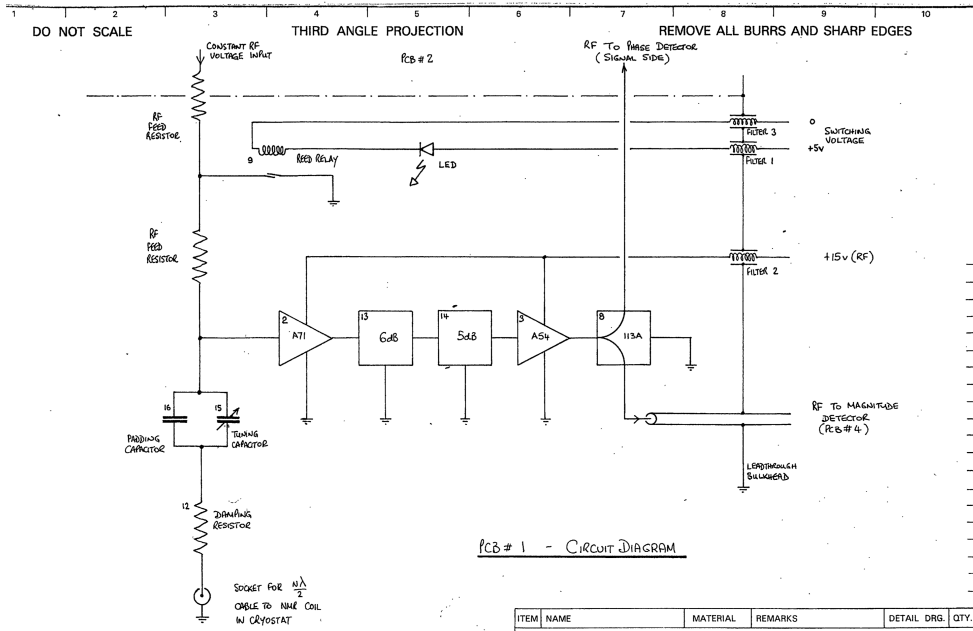 1 2 3 4 5 6 7 8 9 10
DO NOT SCALE
THIRD ANGLE PROJECTION
REMOVE ALL BURRS AND SHARP EDGES
CONSTANT RF
VOLTAGE INPUT
PCB # 2
RF TO PHASE DETECTOR
(SIGNAL SIDE)
RF
FEED
RESISTOR
FILTER 3
0
SWITCHING
VOLTAGE
+5v
9
REED RELAY
LED
FILTER 1
RF
FEED
RESISTOR
+15v (RF)
FILTER 2
2
A71
13
6dB
14
5dB
3
A54
8
113A
16
15
PADDING
CAPACITOR
TUNING
CAPACITOR
RF TO MAGNITUDE
DETECTOR
(PCB # 4)
LEADTHROUGH
BULKHEAD
12
DAMPING
RESISTOR
PCB # 1 - CIRCUIT DIAGRAM
SOCKET FOR Nλ/2
CABLE TO NMR COIL
IN CRYOSTAT
ITEM NAME MATERIAL REMARKS DETAIL DRG. QTY.